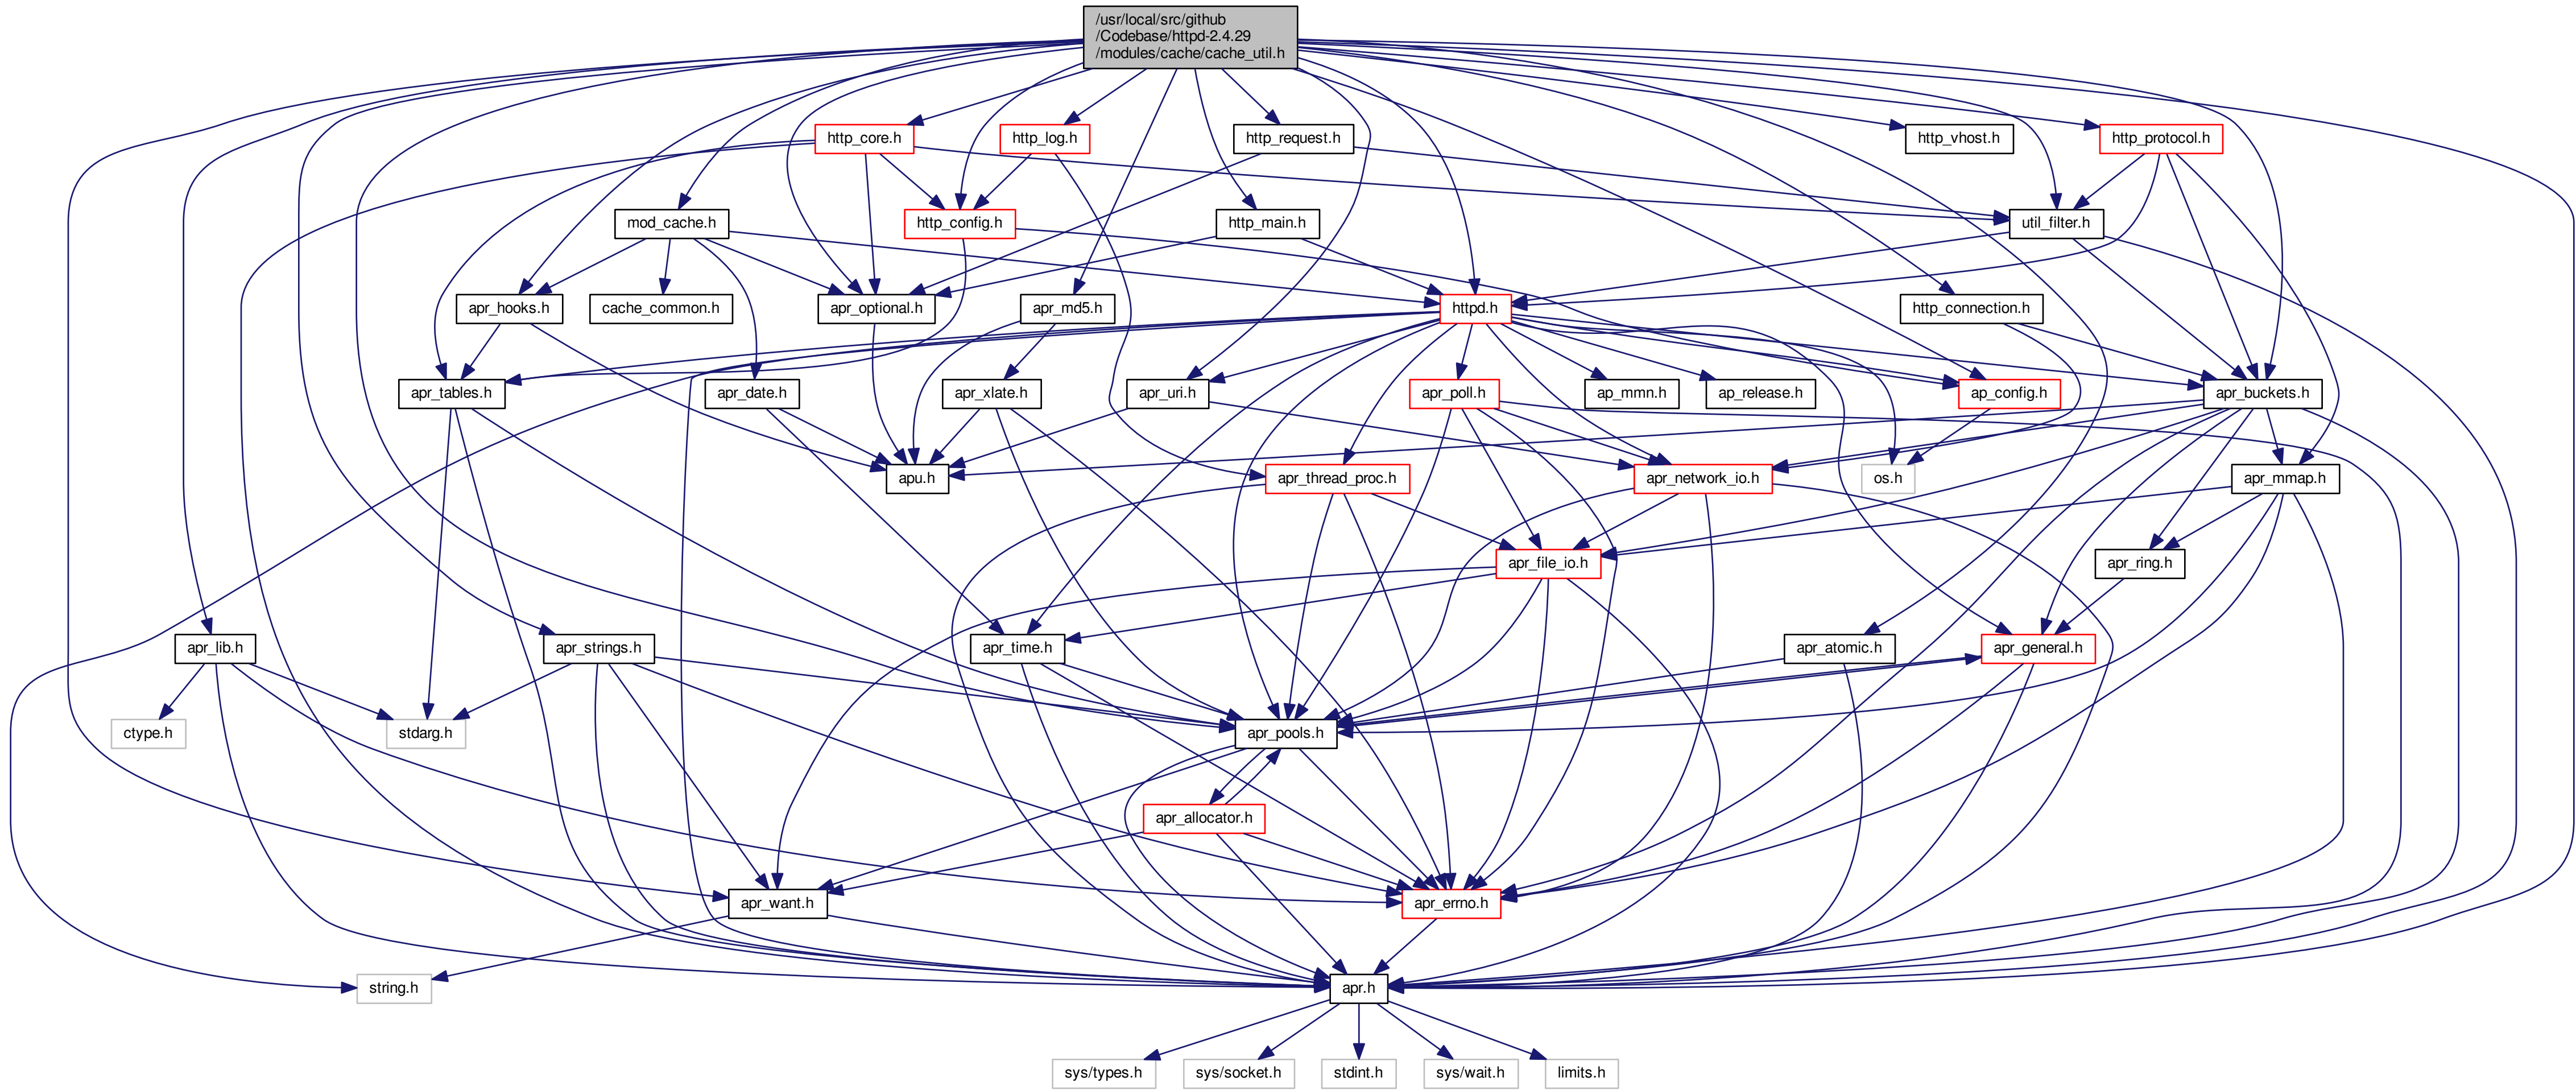 /usr/local/src/github
/Codebase/httpd-2.4.29
/modules/cache/cache_util.h
http_core.h
http_log.h
http_request.h
http_vhost.h
http_protocol.h
mod_cache.h
http_config.h
http_main.h
util_filter.h
apr_hooks.h
cache_common.h
apr_optional.h
apr_md5.h
httpd.h
http_connection.h
apr_tables.h
apr_date.h
apr_xlate.h
apr_uri.h
apr_poll.h
ap_mmn.h
ap_release.h
ap_config.h
apr_buckets.h
apu.h
apr_thread_proc.h
apr_network_io.h
os.h
apr_mmap.h
apr_file_io.h
apr_ring.h
apr_lib.h
apr_strings.h
apr_time.h
apr_atomic.h
apr_general.h
ctype.h
stdarg.h
apr_pools.h
apr_allocator.h
apr_want.h
apr_errno.h
string.h
apr.h
sys/types.h
sys/socket.h
stdint.h
sys/wait.h
limits.h